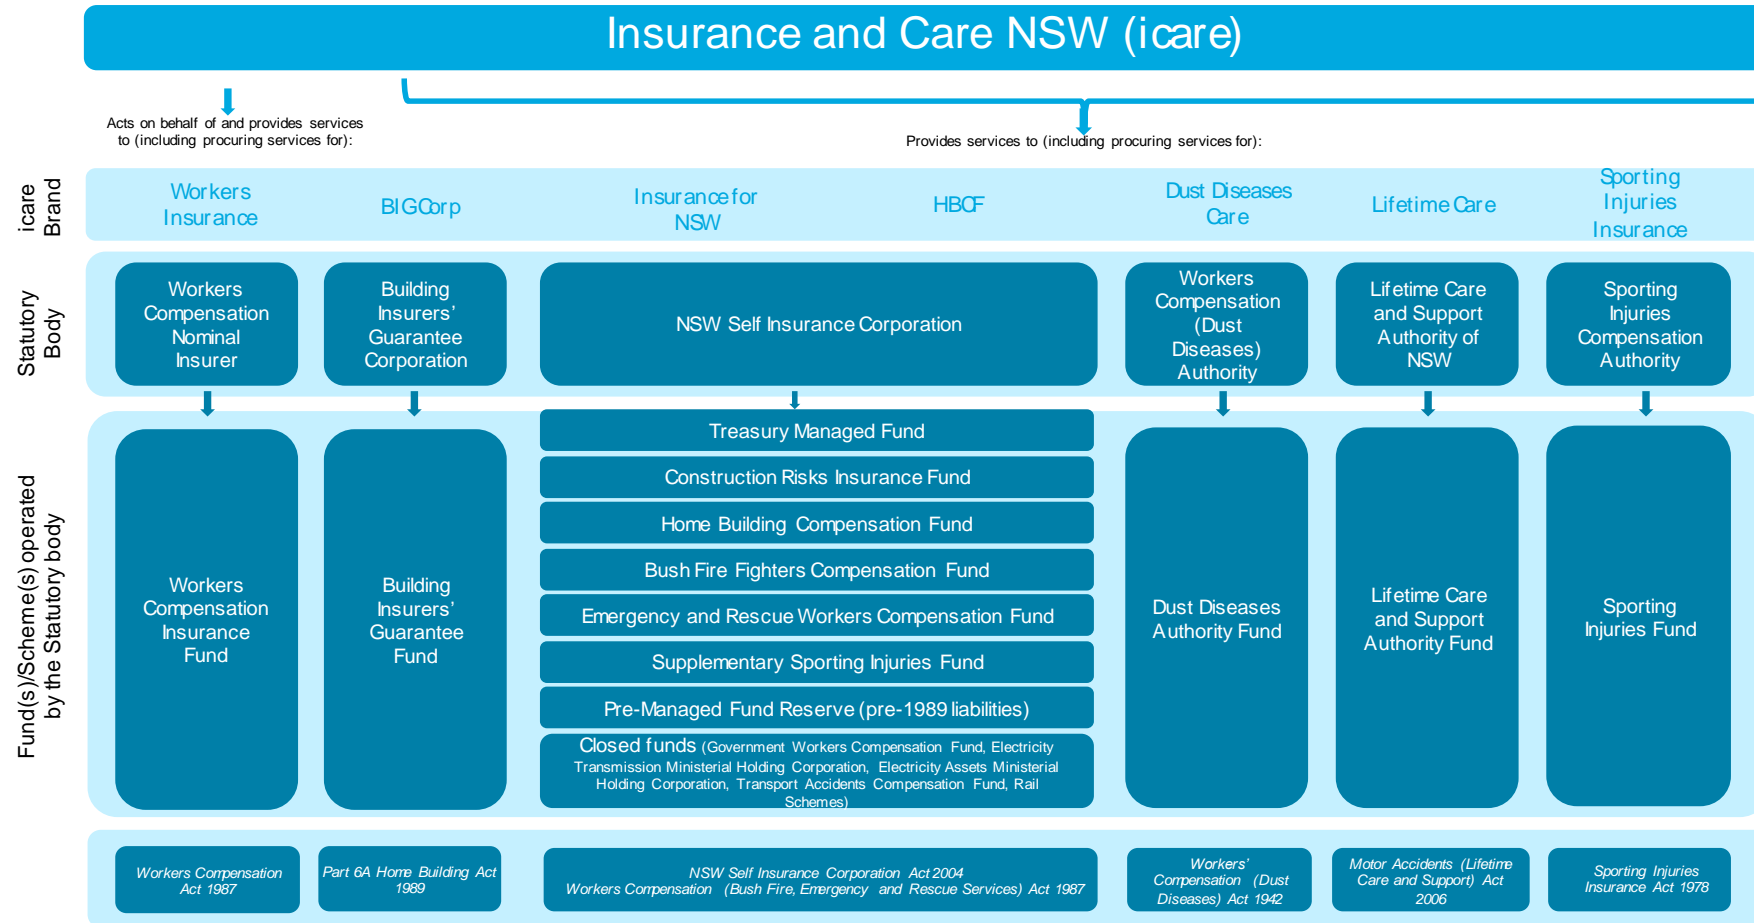 Insurance and Care NSW (icare)
Acts on behalf of and provides services
to (including procuring services for):
Provides services to (including procuring services for):
icare
Brand
Workers
Insurance
BIGCorp
Insurance for
NSW
HBCF
Dust Diseases
Care
Lifetime Care
Sporting
Injuries
Insurance
Statutory
Body
Workers
Compensation
Nominal
Insurer
Building
Insurers’
Guarantee
Corporation
NSW Self Insurance Corporation
Workers
Compensation
(Dust
Diseases)
Authority
Lifetime Care
and Support
Authority of
NSW
Sporting
Injuries
Compensation
Authority
Fund(s)/Scheme(s) operated
by the Statutory body
Workers
Compensation
Insurance
Fund
Building
Insurers’
Guarantee
Fund
Treasury Managed Fund
Construction Risks Insurance Fund
Home Building Compensation Fund
Bush Fire Fighters Compensation Fund
Emergency and Rescue Workers Compensation Fund
Supplementary Sporting Injuries Fund
Pre-Managed Fund Reserve (pre-1989 liabilities)
Closed funds (Government Workers Compensation Fund, Electricity
Transmission Ministerial Holding Corporation, Electricity Assets Ministerial
Holding Corporation, Transport Accidents Compensation Fund, Rail
Schemes)
Dust Diseases
Authority Fund
Lifetime Care
and Support
Authority Fund
Sporting
Injuries Fund
Workers Compensation
Act 1987
Part 6A Home Building Act
1989
NSW Self Insurance Corporation Act 2004
Workers Compensation (Bush Fire, Emergency and Rescue Services) Act 1987
Workers’
Compensation (Dust
Diseases) Act 1942
Motor Accidents (Lifetime
Care and Support) Act
2006
Sporting Injuries
Insurance Act 1978